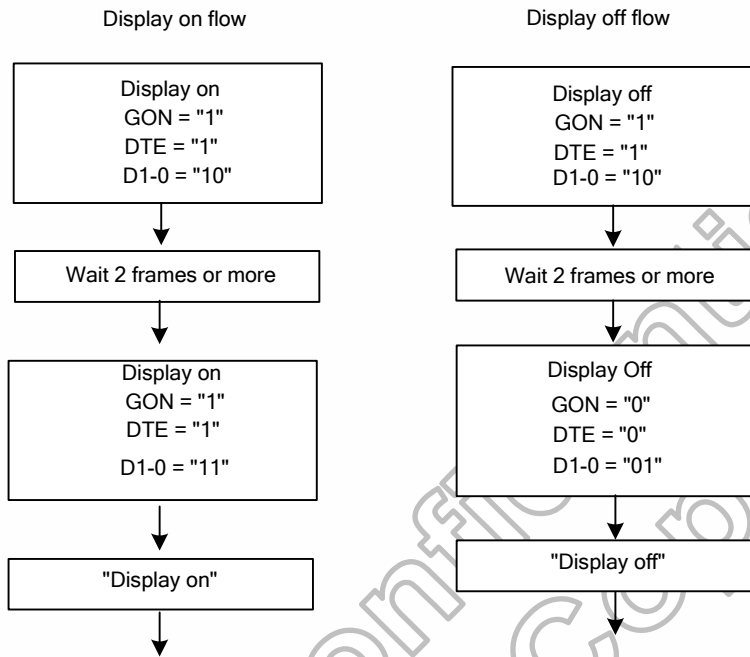 Display on flow
Display on
GON = "1"
DTE = "1"
D1-0 = "10"
Wait 2 frames or more
Display on
GON = "1"
DTE = "1"
D1-0 = "11"
"Display on"
Display off flow
Display off
GON = "1"
DTE = "1"
D1-0 = "10"
Wait 2 frames or more
Display Off
GON = "0"
DTE = "0"
D1-0 = "01"
"Display off"